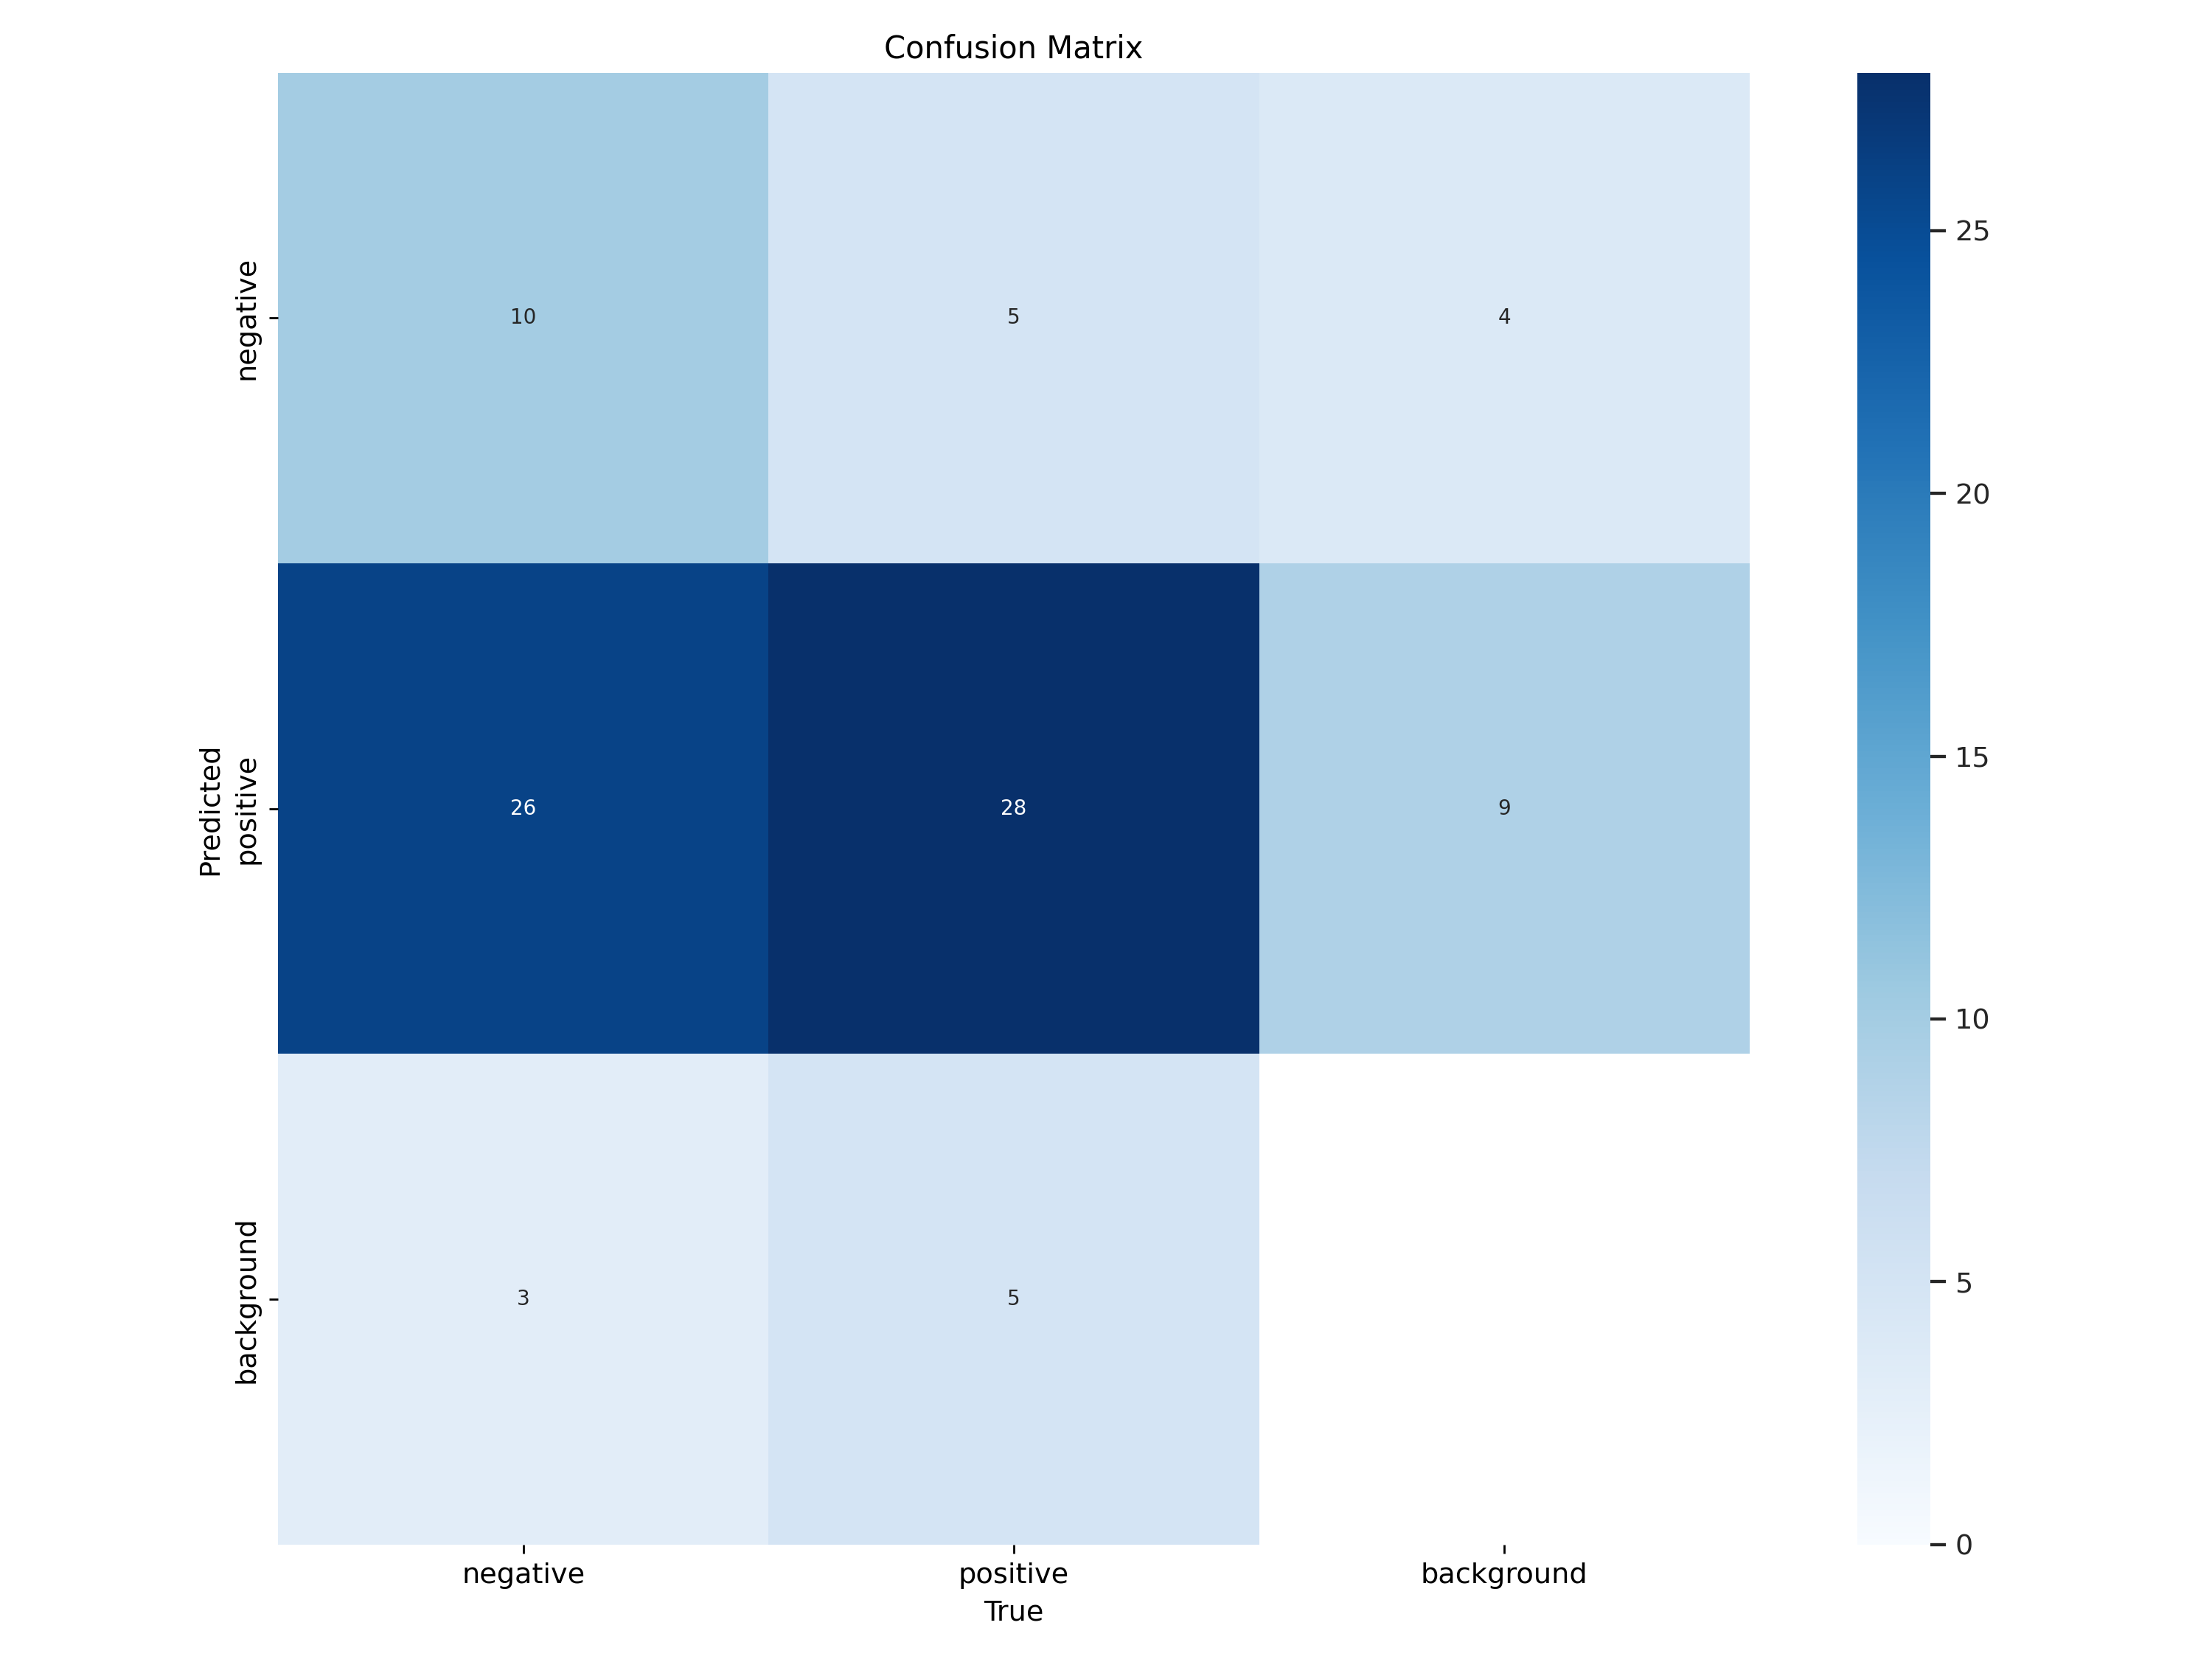 Confusion Matrix
negative
10
5
4
25
20
Predicted
positive
26
28
9
15
10
background
3
5
5
0
negative
positive
background
True